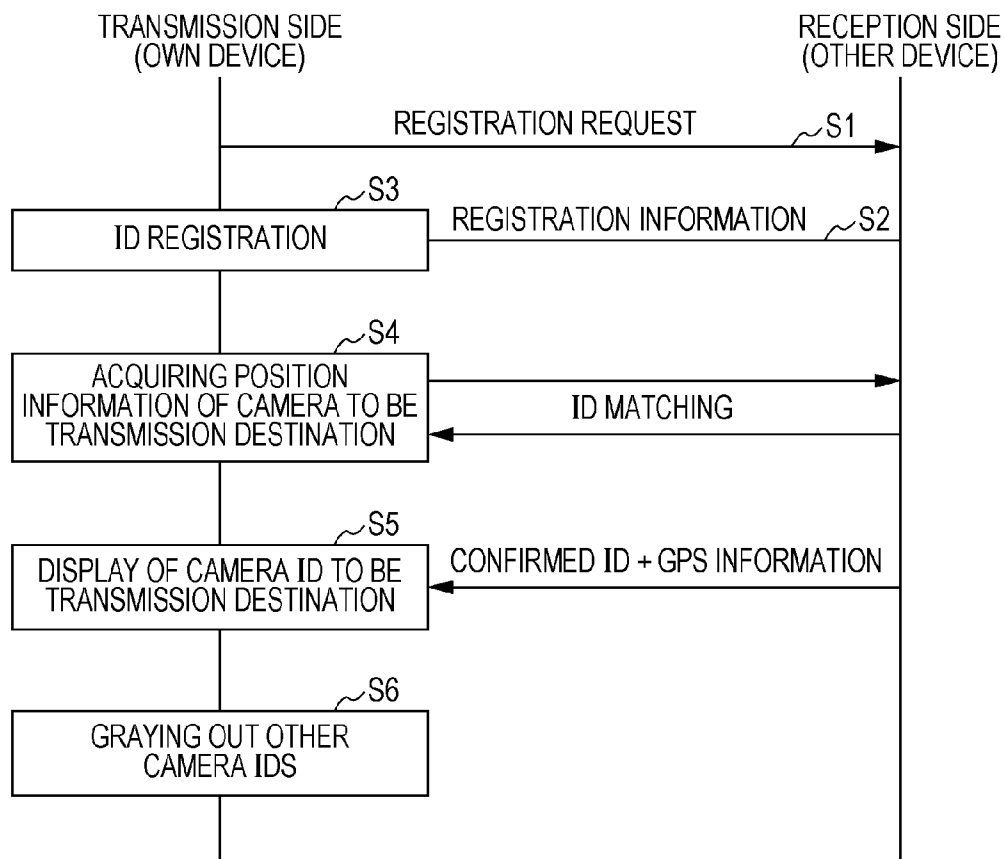 TRANSMISSION SIDE
(OWN DEVICE)
RECEPTION SIDE
(OTHER DEVICE)
REGISTRATION REQUEST
S1
S3
ID REGISTRATION
REGISTRATION INFORMATION
S2
S4
ACQUIRING POSITION
INFORMATION OF CAMERA TO BE
TRANSMISSION DESTINATION
ID MATCHING
S5
DISPLAY OF CAMERA ID TO BE
TRANSMISSION DESTINATION
CONFIRMED ID + GPS INFORMATION
S6
GRAYING OUT OTHER
CAMERA IDS